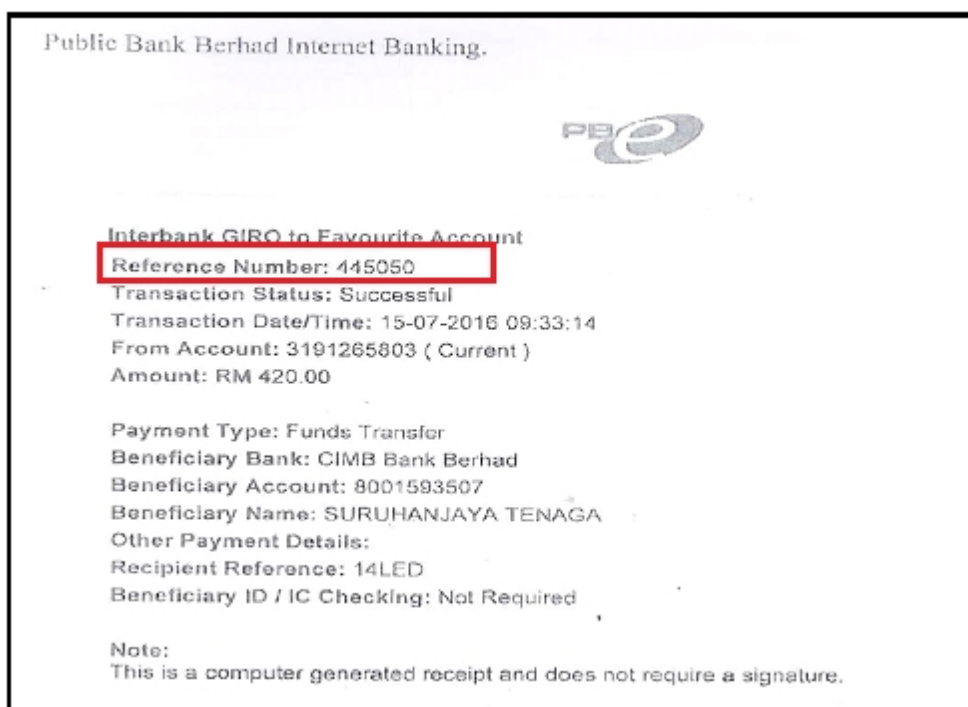 Public Bank Berhad Internet Banking.
PBe
Interbank GIRO to Favourite Account
Reference Number: 445050
Transaction Status: Successful
Transaction Date/Time: 15-07-2016 09:33:14
From Account: 3191265803 ( Current )
Amount: RM 420.00
Payment Type: Funds Transfer
Beneficiary Bank: CIMB Bank Berhad
Beneficiary Account: 8001593507
Beneficiary Name: SURUHANJAYA TENAGA
Other Payment Details:
Recipient Reference: 14LED
Beneficiary ID / IC Checking: Not Required
Note:
This is a computer generated receipt and does not require a signature.